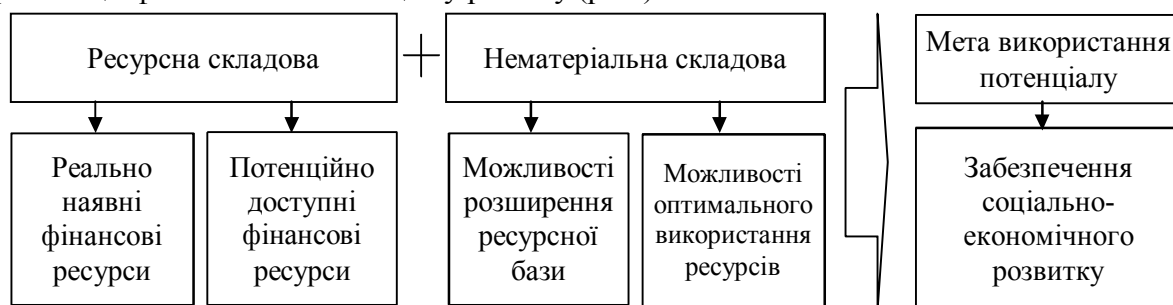 Ресурсна складова
Нематеріальна складова
Мета використання
потенціалу
Реально
наявні
фінансові
ресурси
Потенційно
доступні
фінансові
ресурси
Можливості
розширення
ресурсної
бази
Можливості
оптимального
використання
ресурсів
Забезпечення
соціально-
економічного
розвитку